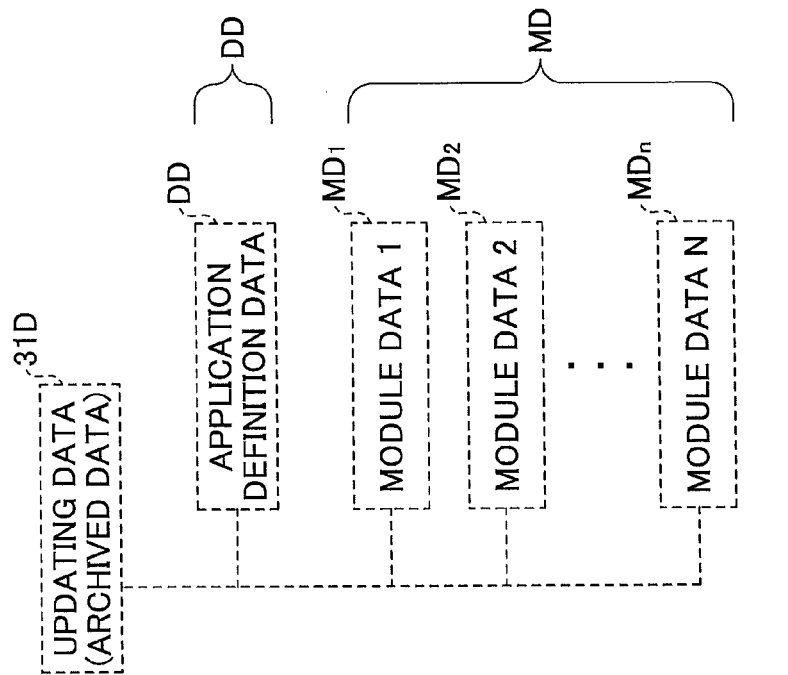 31D
UPDATING DATA
(ARCHIVED DATA)
DD
APPLICATION
DEFINITION DATA
DD
MD1
MODULE DATA 1
MD2
MODULE DATA 2
. . .
MDn
MODULE DATA N
MD